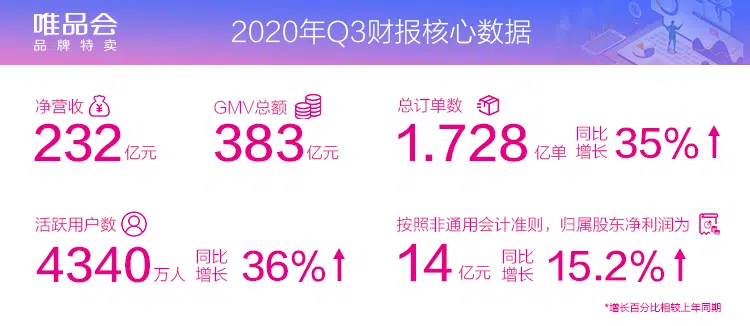 唯品会
品牌特卖
2020年Q3财报核心数据
净营收
232亿元
GMV总额
383亿元
总订单数
1.728亿单 同比增长 35%
活跃用户数
4340万人 同比增长 36%
按照非通用会计准则，归属股东净利润为
14亿元 同比增长 15.2%
*增长百分比相较上年同期